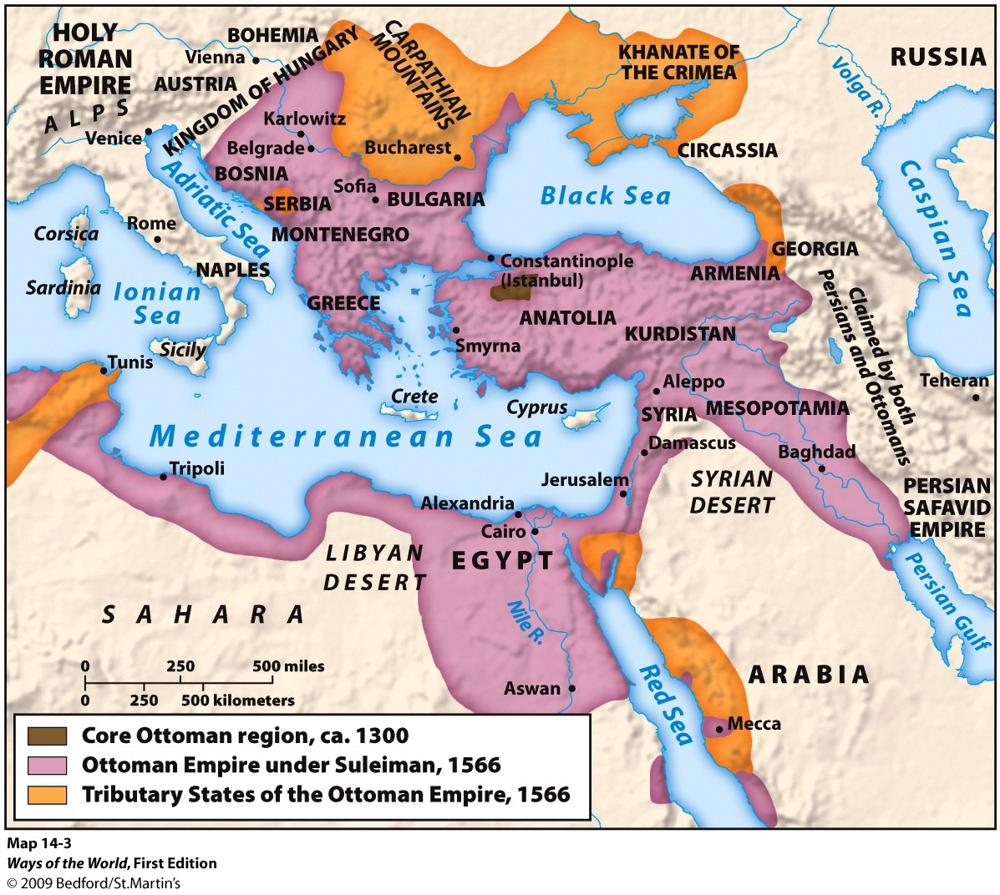 HOLY
ROMAN
EMPIRE
BOHEMIA
Vienna
AUSTRIA
KINGDOM OF HUNGARY
CARPATHIAN
MOUNTAINS
KHANATE OF
THE CRIMEA
RUSSIA
Volga R.
ALPS
Venice
Karlowitz
Belgrade
Bucharest
CIRCASSIA
Caspian Sea
BOSNIA
Adriatic Sea
Sofia
BULGARIA
Black Sea
SERBIA
MONTENEGRO
Corsica
Rome
NAPLES
Sardinia
Ionian
Sea
Sicily
GREECE
Constantinople
(Istanbul)
GEORGIA
ARMENIA
ANATOLIA
KURDISTAN
Smyrna
Claimed by both
Persians and Ottomans
Teheran
Tunis
Crete
Cyprus
Aleppo
SYRIA
MESOPOTAMIA
Mediterranean Sea
Damascus
Baghdad
Tripoli
Jerusalem
SYRIAN
DESERT
PERSIAN
SAFAVID
EMPIRE
Alexandria
Cairo
EGYPT
LIBYAN
DESERT
Persian Gulf
SAHARA
Nile R.
0 250 500 miles
0 250 500 kilometers
Aswan
Red Sea
ARABIA
Mecca
Core Ottoman region, ca. 1300
Ottoman Empire under Suleiman, 1566
Tributary States of the Ottoman Empire, 1566
Map 14-3
Ways of the World, First Edition
© 2009 Bedford/St.Martin's